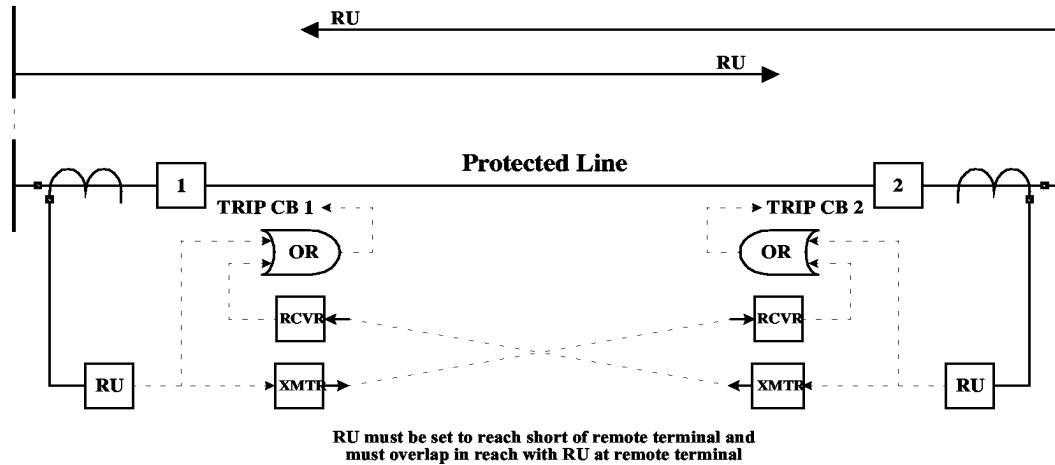 RU
RU
Protected Line
1
2
TRIP CB 1
TRIP CB 2
OR
OR
RCVR
RCVR
RU
XMTR
XMTR
RU
RU must be set to reach short of remote terminal and
must overlap in reach with RU at remote terminal